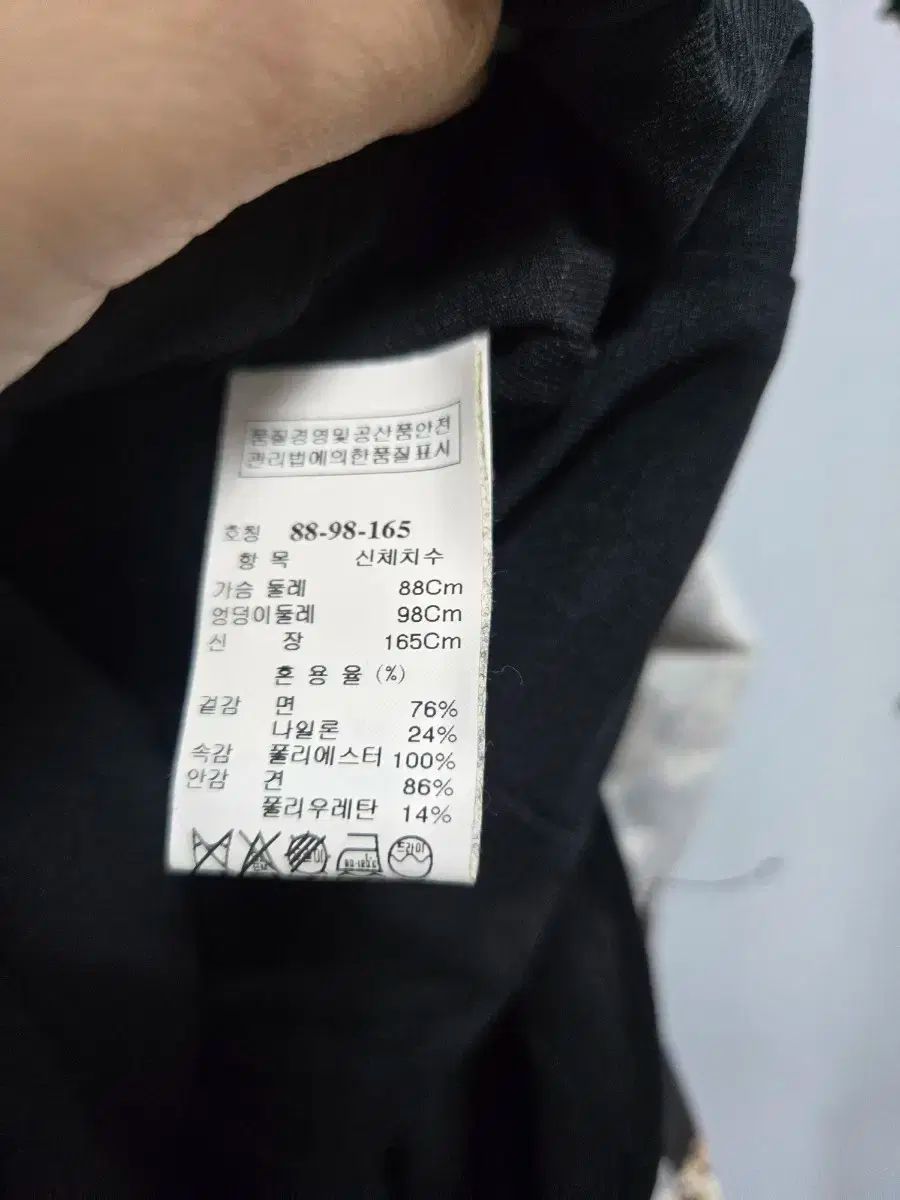 품질경영및공산품안전
관리법에의한품질표시
호칭 88-98-165
항 목 신체치수
가슴 둘레 88Cm
엉덩이둘레 98Cm
신 장 165Cm
혼 용 율 (%)
겉감 면 76%
나일론 24%
속감 폴리에스터 100%
안감 견 86%
폴리우레탄 14%
드라이